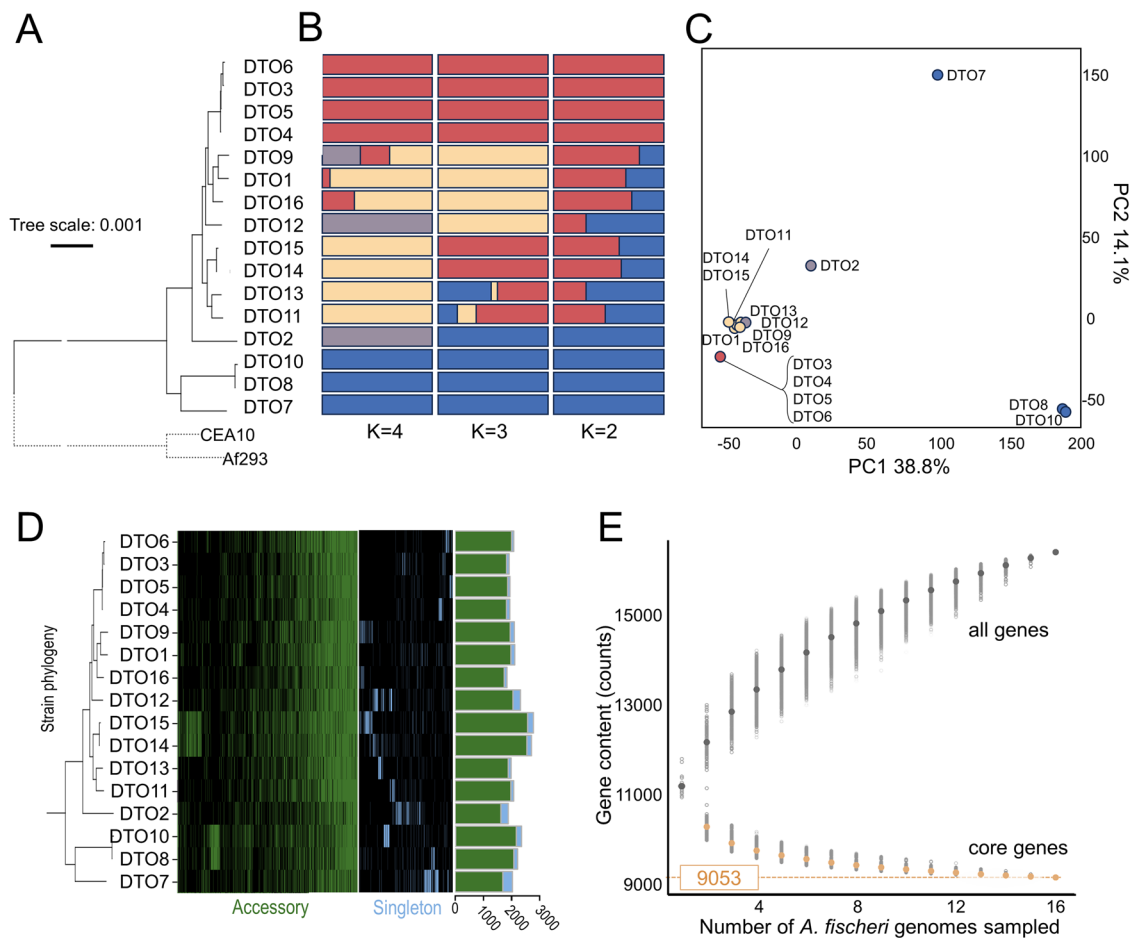 A
B
C
DTO6
DTO3
DTO5
DTO4
DTO9
DTO1
DTO16
DTO12
DTO15
DTO14
DTO13
DTO11
DTO2
DTO10
DTO8
DTO7
CEA10
Af293
Tree scale: 0.001
K=4
K=3
K=2
DTO7
DTO11
DTO14
DTO15
DTO2
DTO13
DTO12
DTO1
DTO9
DTO16
DTO3
DTO4
DTO5
DTO6
DTO8
DTO10
150
100
50
0
-50
PC2 14.1%
-50
0
50
100
150
200
PC1 38.8%
D
E
Strain phylogeny
DTO6
DTO3
DTO5
DTO4
DTO9
DTO1
DTO16
DTO12
DTO15
DTO14
DTO13
DTO11
DTO2
DTO10
DTO8
DTO7
Accessory
Singleton
0
1000
2000
3000
Gene content (counts)
15000
13000
11000
9000
all genes
core genes
9053
4
8
12
16
Number of A. fischeri genomes sampled